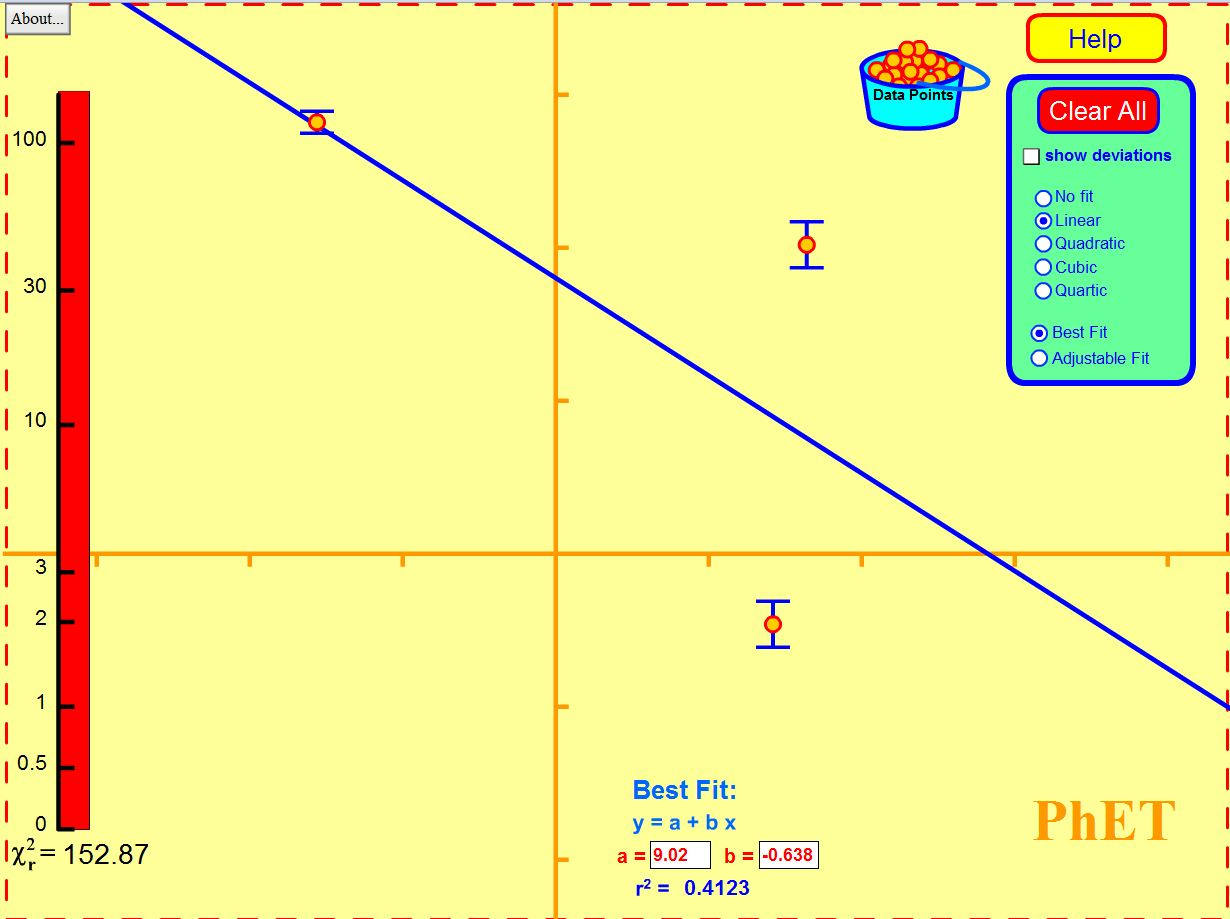 About...
Help
Data Points
Clear All
show deviations
No fit
Linear
Quadratic
Cubic
Quartic
Best Fit
Adjustable Fit
100
30
10
3
2
1
0.5
0
χ²ᵣ = 152.87
Best Fit:
y = a + b x
a = 9.02 b = -0.638
r² = 0.4123
PhET